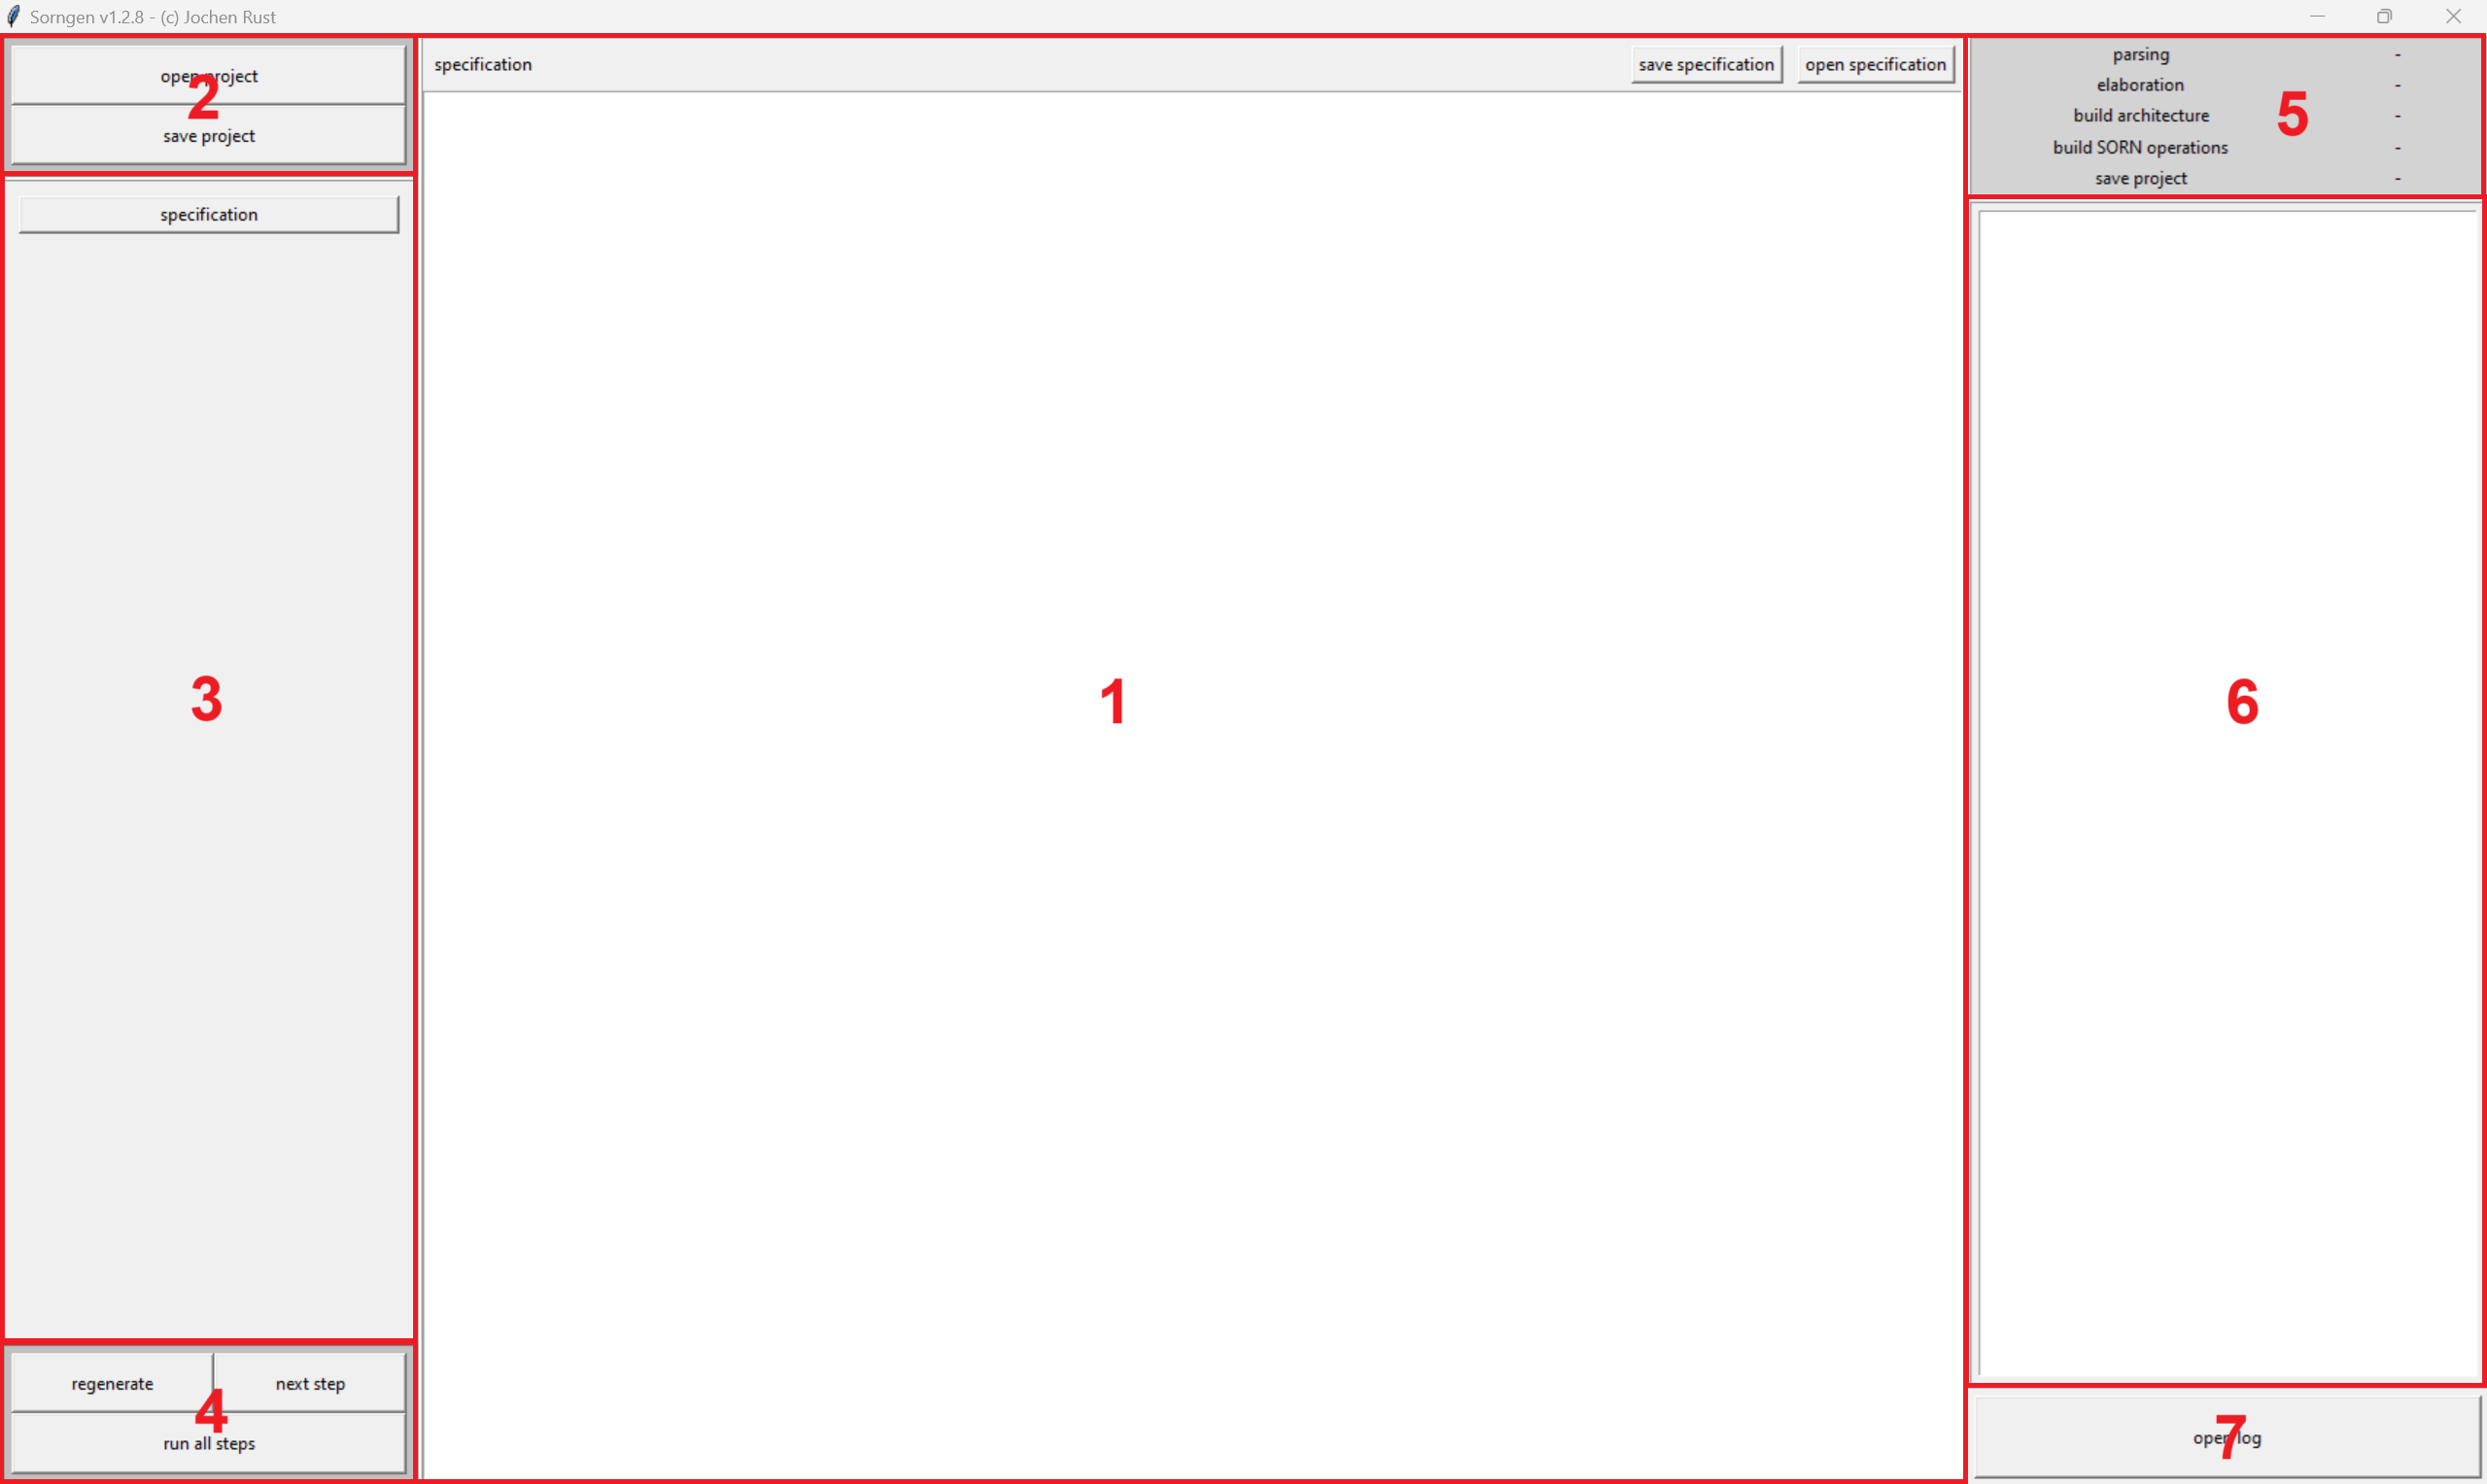 Sorngen v1.2.8 - (c) Jochen Rust
open project
2
save project
specification
3
regenerate
next step
4
run all steps
specification
save specification
open specification
1
parsing -
elaboration -
build architecture -
5
build SORN operations -
save project -
6
open log
7